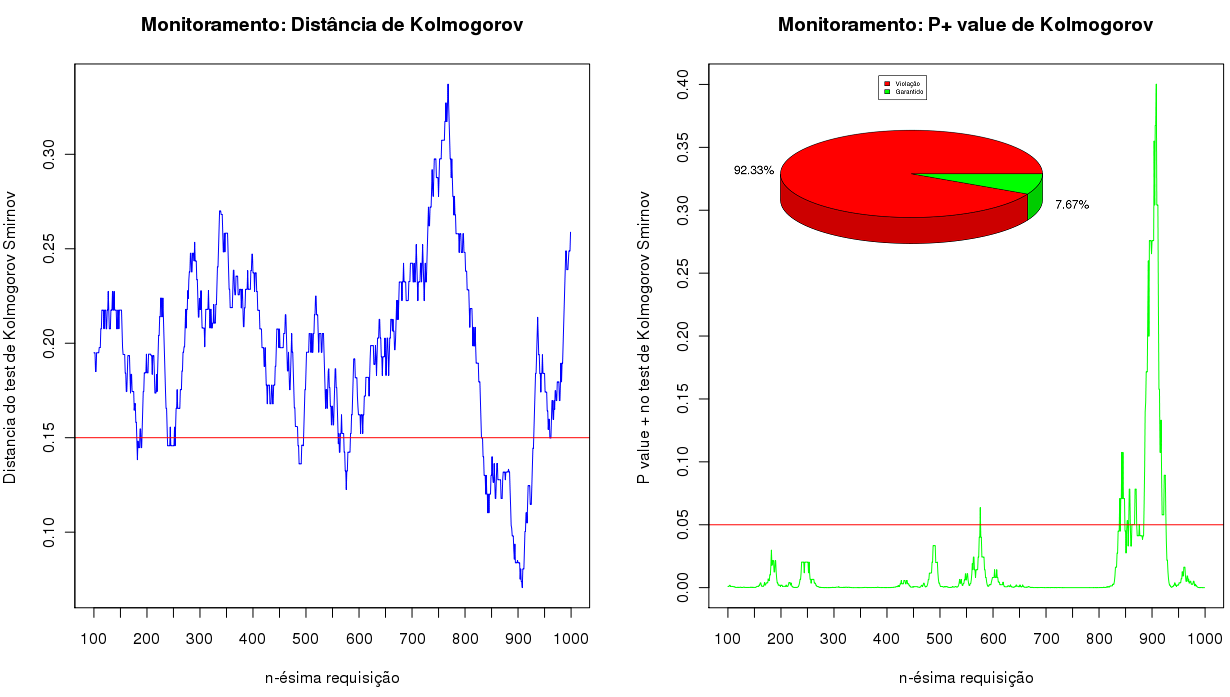 Monitoramento: Distância de Kolmogorov
Distancia do test de Kolmogorov Smirnov
0.30
0.25
0.20
0.15
0.10
100 200 300 400 500 600 700 800 900 1000
n-ésima requisição
Monitoramento: P+ value de Kolmogorov
P value + no test de Kolmogorov Smirnov
0.40
0.35
0.30
0.25
0.20
0.15
0.10
0.05
0.00
Violação
Garantido
92.33%
7.67%
100 200 300 400 500 600 700 800 900 1000
n-ésima requisição